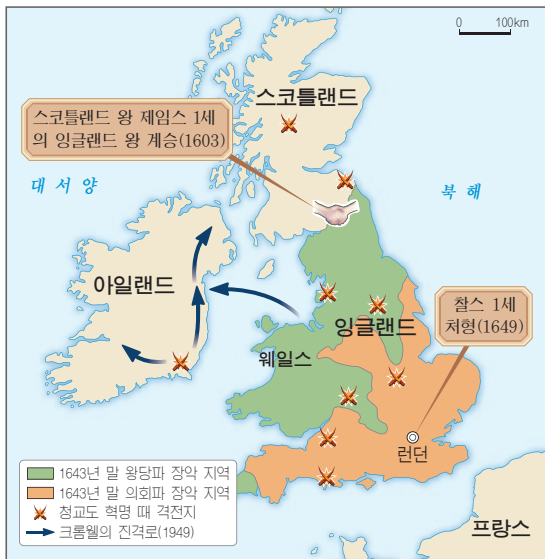 0 100km
스코틀랜드
스코틀랜드 왕 제임스 1세
의 잉글랜드 왕 계승(1603)
대서양
북해
아일랜드
찰스 1세
처형(1649)
잉글랜드
웨일스
런던
1643년 말 왕당파 장악 지역
1643년 말 의회파 장악 지역
청교도 혁명 때 격전지
크롬웰의 진격로(1949)
프랑스